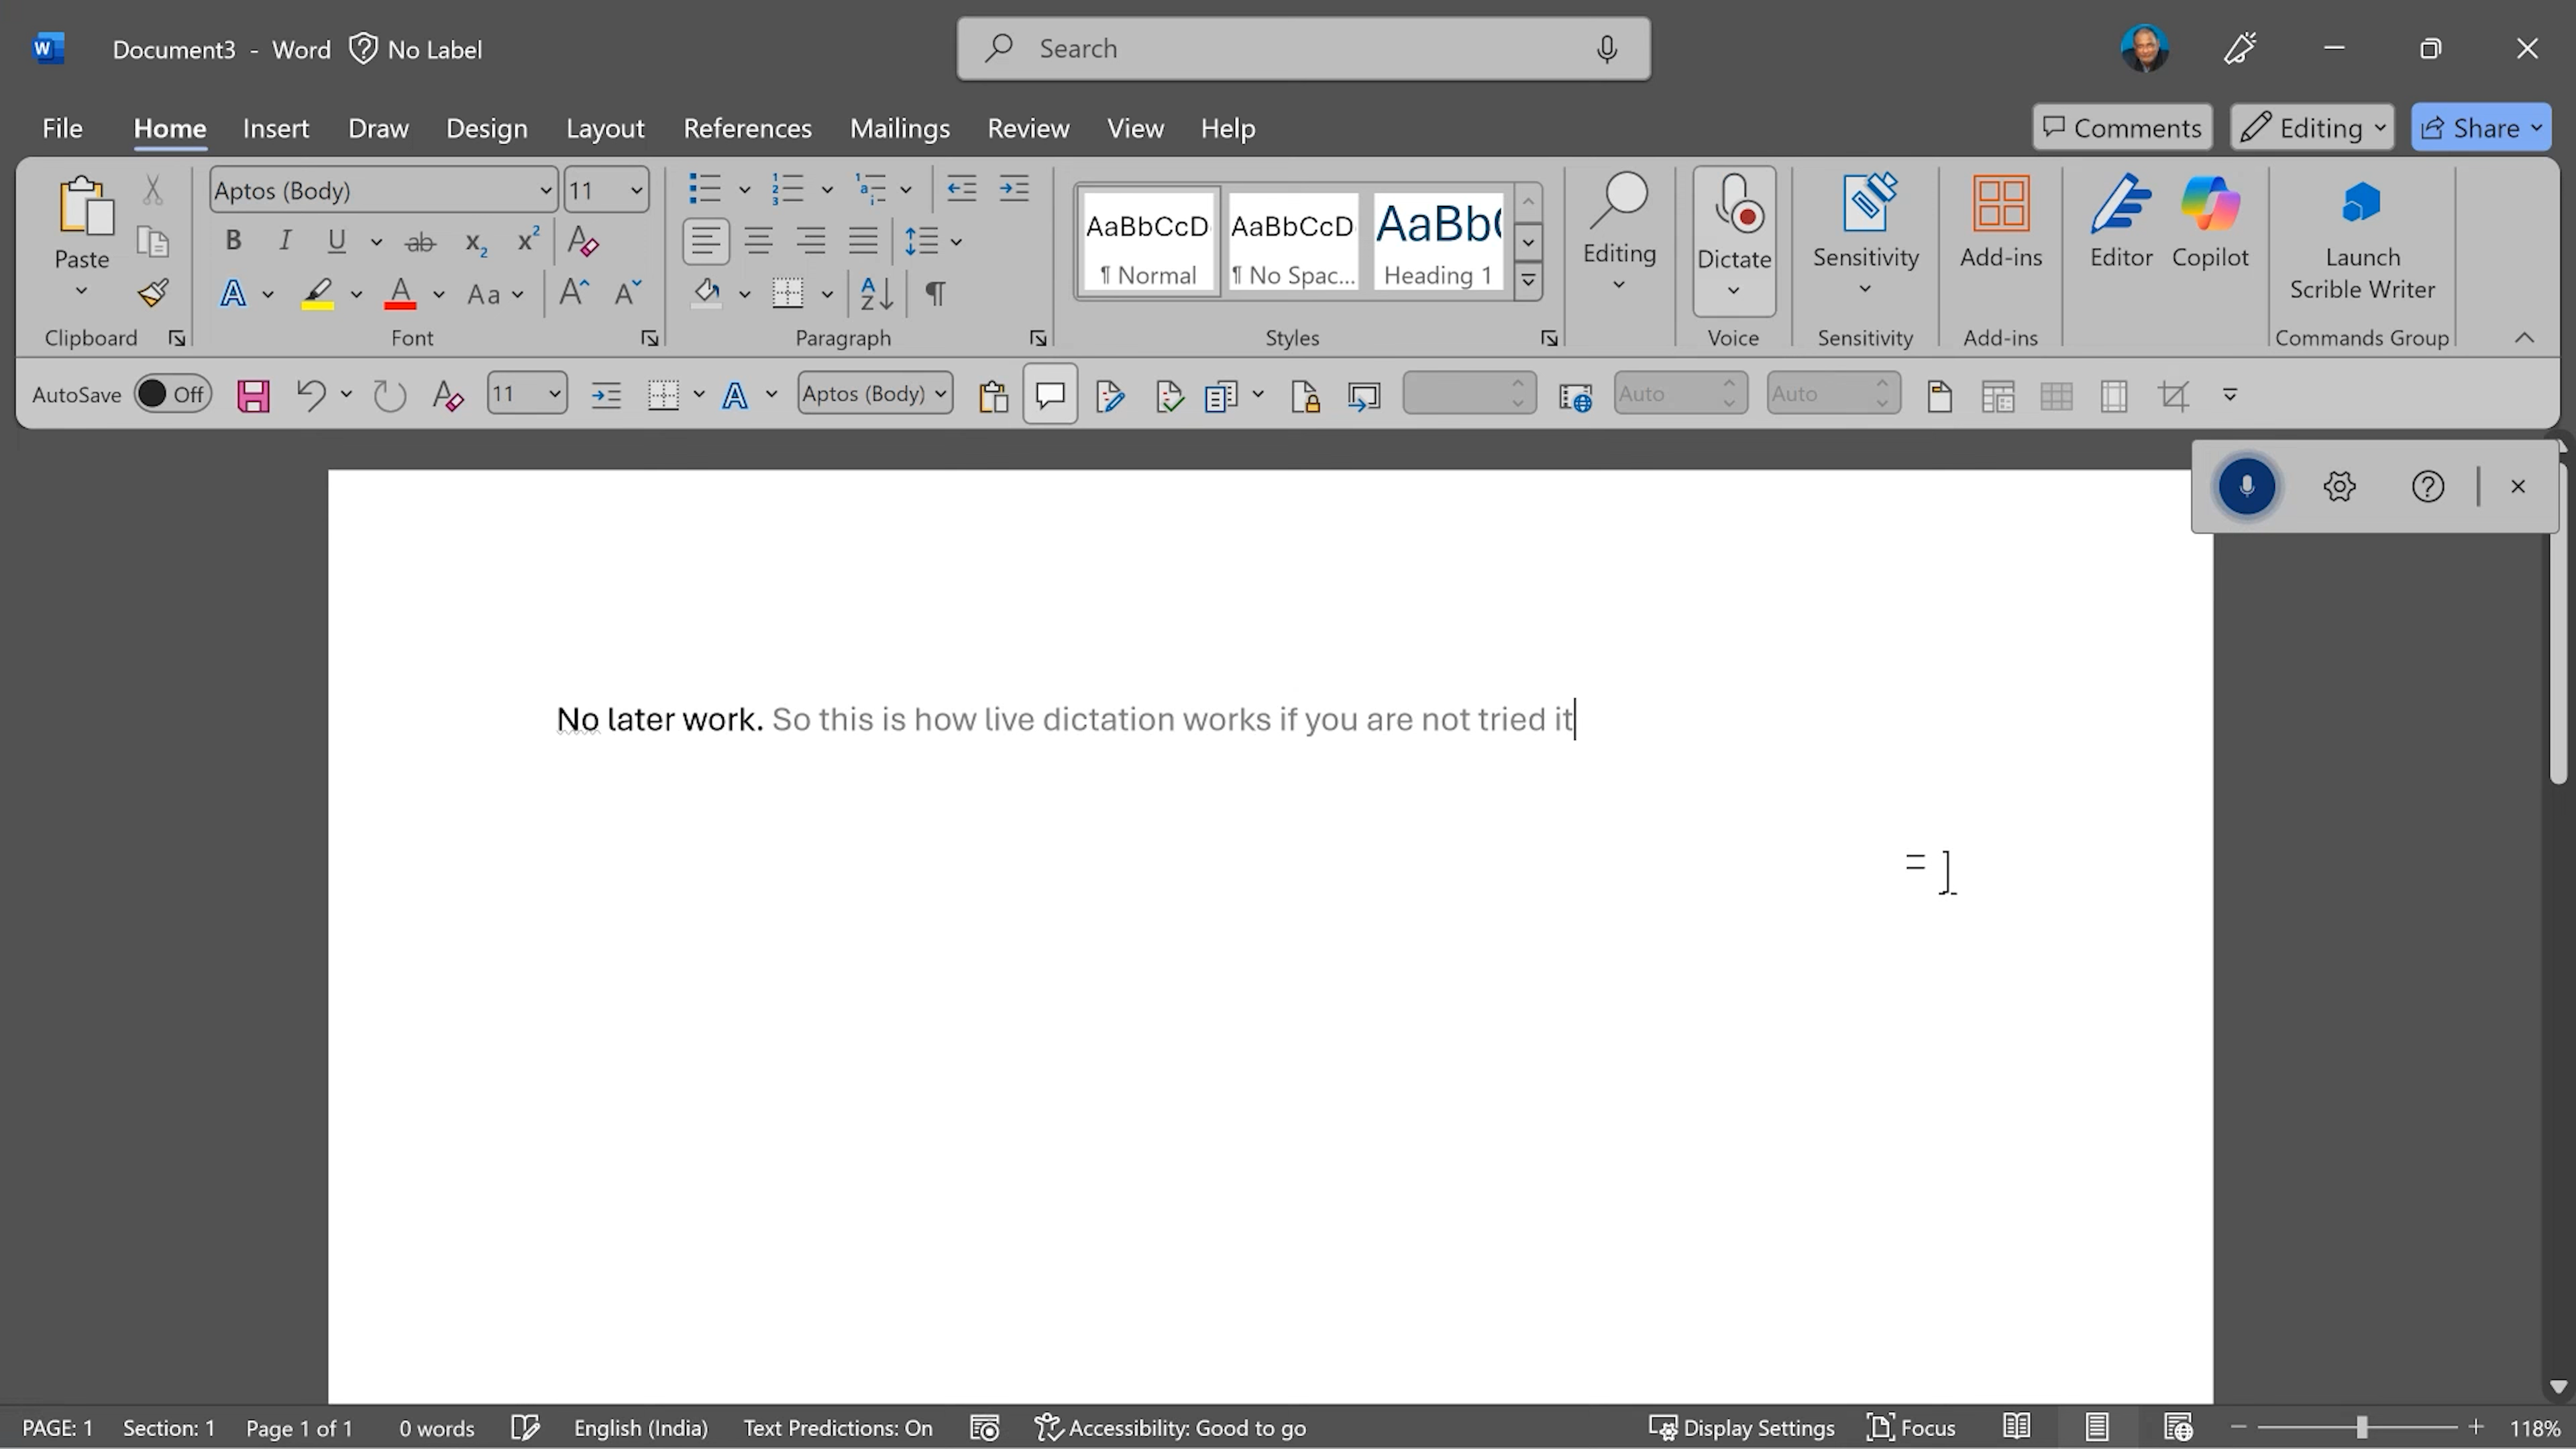 W Document3 - Word No Label Search
File Home Insert Draw Design Layout References Mailings Review View Help Comments Editing Share
Paste
Clipboard
Aptos (Body) 11
B I U ab x2 x2 A
A A Aa A A
Font
Paragraph
AaBbCcD AaBbCcD AaBb(
¶ Normal ¶ No Spac... Heading 1
Styles
Editing
Dictate
Voice
Sensitivity
Sensitivity
Add-ins
Add-ins
Editor Copilot
Launch
Scrible Writer
Commands Group
AutoSave Off 11 A Aptos (Body) Auto Auto
No later work. So this is how live dictation works if you are not tried it
PAGE: 1 Section: 1 Page 1 of 1 0 words English (India) Text Predictions: On Accessibility: Good to go Display Settings Focus 118%